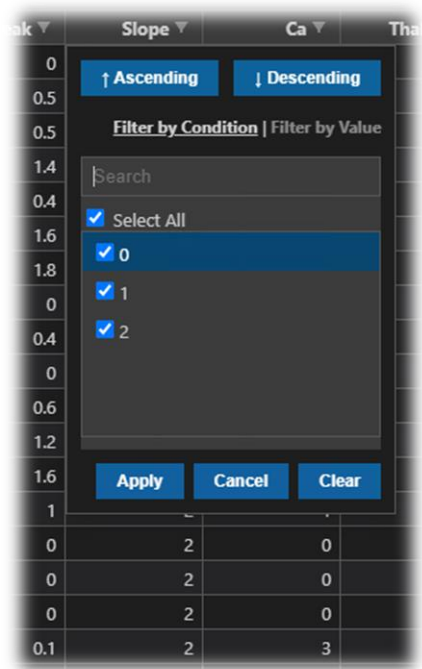 Slope Ca
0
↑ Ascending ↓ Descending
0.5
0.5 Filter by Condition | Filter by Value
1.4 Search
0.4
Select All
1.6
0
1.8
0 1
0.4 2
0
0.6
1.2
1.6 Apply Cancel Clear
1
0 2 0
0 2 0
0 2 0
0.1 2 3